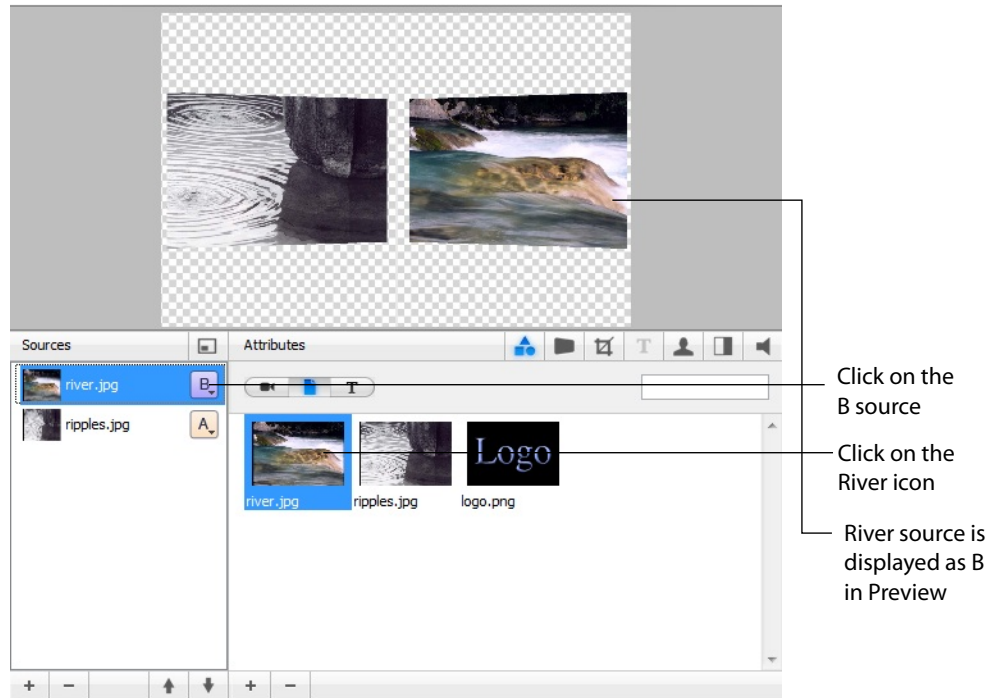 Sources
Attributes
T
river.jpg
B
T
ripples.jpg
A
Logo
river.jpg
ripples.jpg
logo.png
Click on the
B source
Click on the
River icon
River source is
displayed as B
in Preview